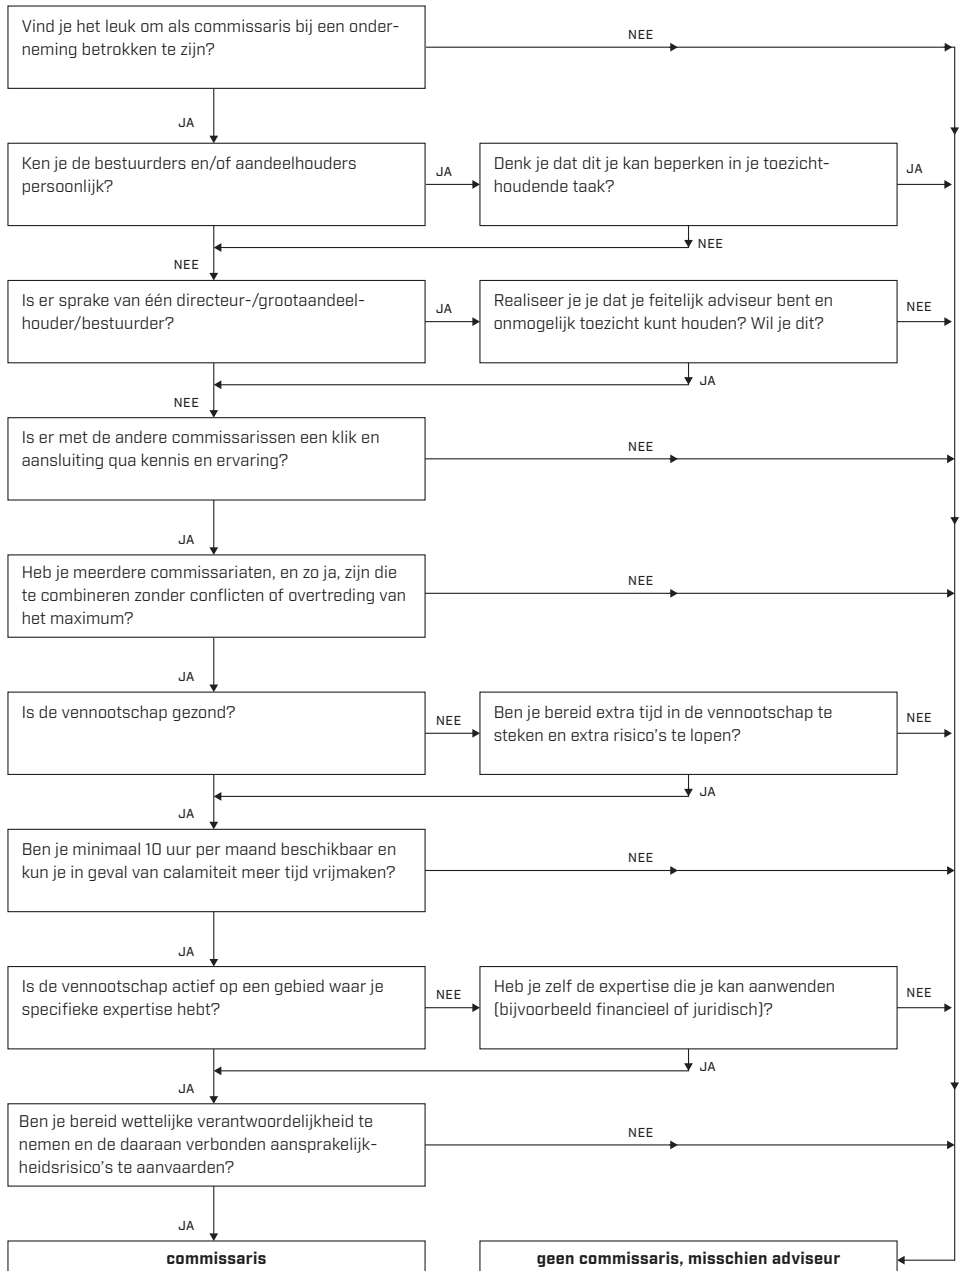 Vind je het leuk om als commissaris bij een onder-
neming betrokken te zijn?
NEE
JA
Ken je de bestuurders en/of aandeelhouders
persoonlijk?
JA
Denk je dat dit je kan beperken in je toezicht-
houdende taak?
JA
NEE
NEE
Is er sprake van één directeur-/grootaandeel-
houder/bestuurder?
JA
Realiseer je je dat je feitelijk adviseur bent en
onmogelijk toezicht kunt houden? Wil je dit?
NEE
JA
NEE
Is er met de andere commissarissen een klik en
aansluiting qua kennis en ervaring?
NEE
JA
Heb je meerdere commissariaten, en zo ja, zijn die
te combineren zonder conflicten of overtreding van
het maximum?
NEE
JA
Is de vennootschap gezond?
NEE
Ben je bereid extra tijd in de vennootschap te
steken en extra risico's te lopen?
NEE
JA
JA
Ben je minimaal 10 uur per maand beschikbaar en
kun je in geval van calamiteit meer tijd vrijmaken?
NEE
JA
Is de vennootschap actief op een gebied waar je
specifieke expertise hebt?
NEE
Heb je zelf de expertise die je kan aanwenden
(bijvoorbeeld financieel of juridisch)?
NEE
JA
JA
Ben je bereid wettelijke verantwoordelijkheid te
nemen en de daaraan verbonden aansprakelijk-
heidsrisico's te aanvaarden?
NEE
JA
commissaris
geen commissaris, misschien adviseur